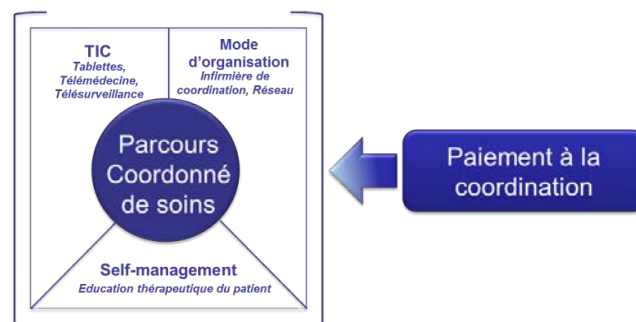 TIC
Tablettes,
Télémédecine,
Télésurveillance
Mode
d'organisation
Infirmière de
coordination, Réseau
Parcours
Coordonné
de soins
Self-management
Education thérapeutique du patient
Paiement à la
coordination